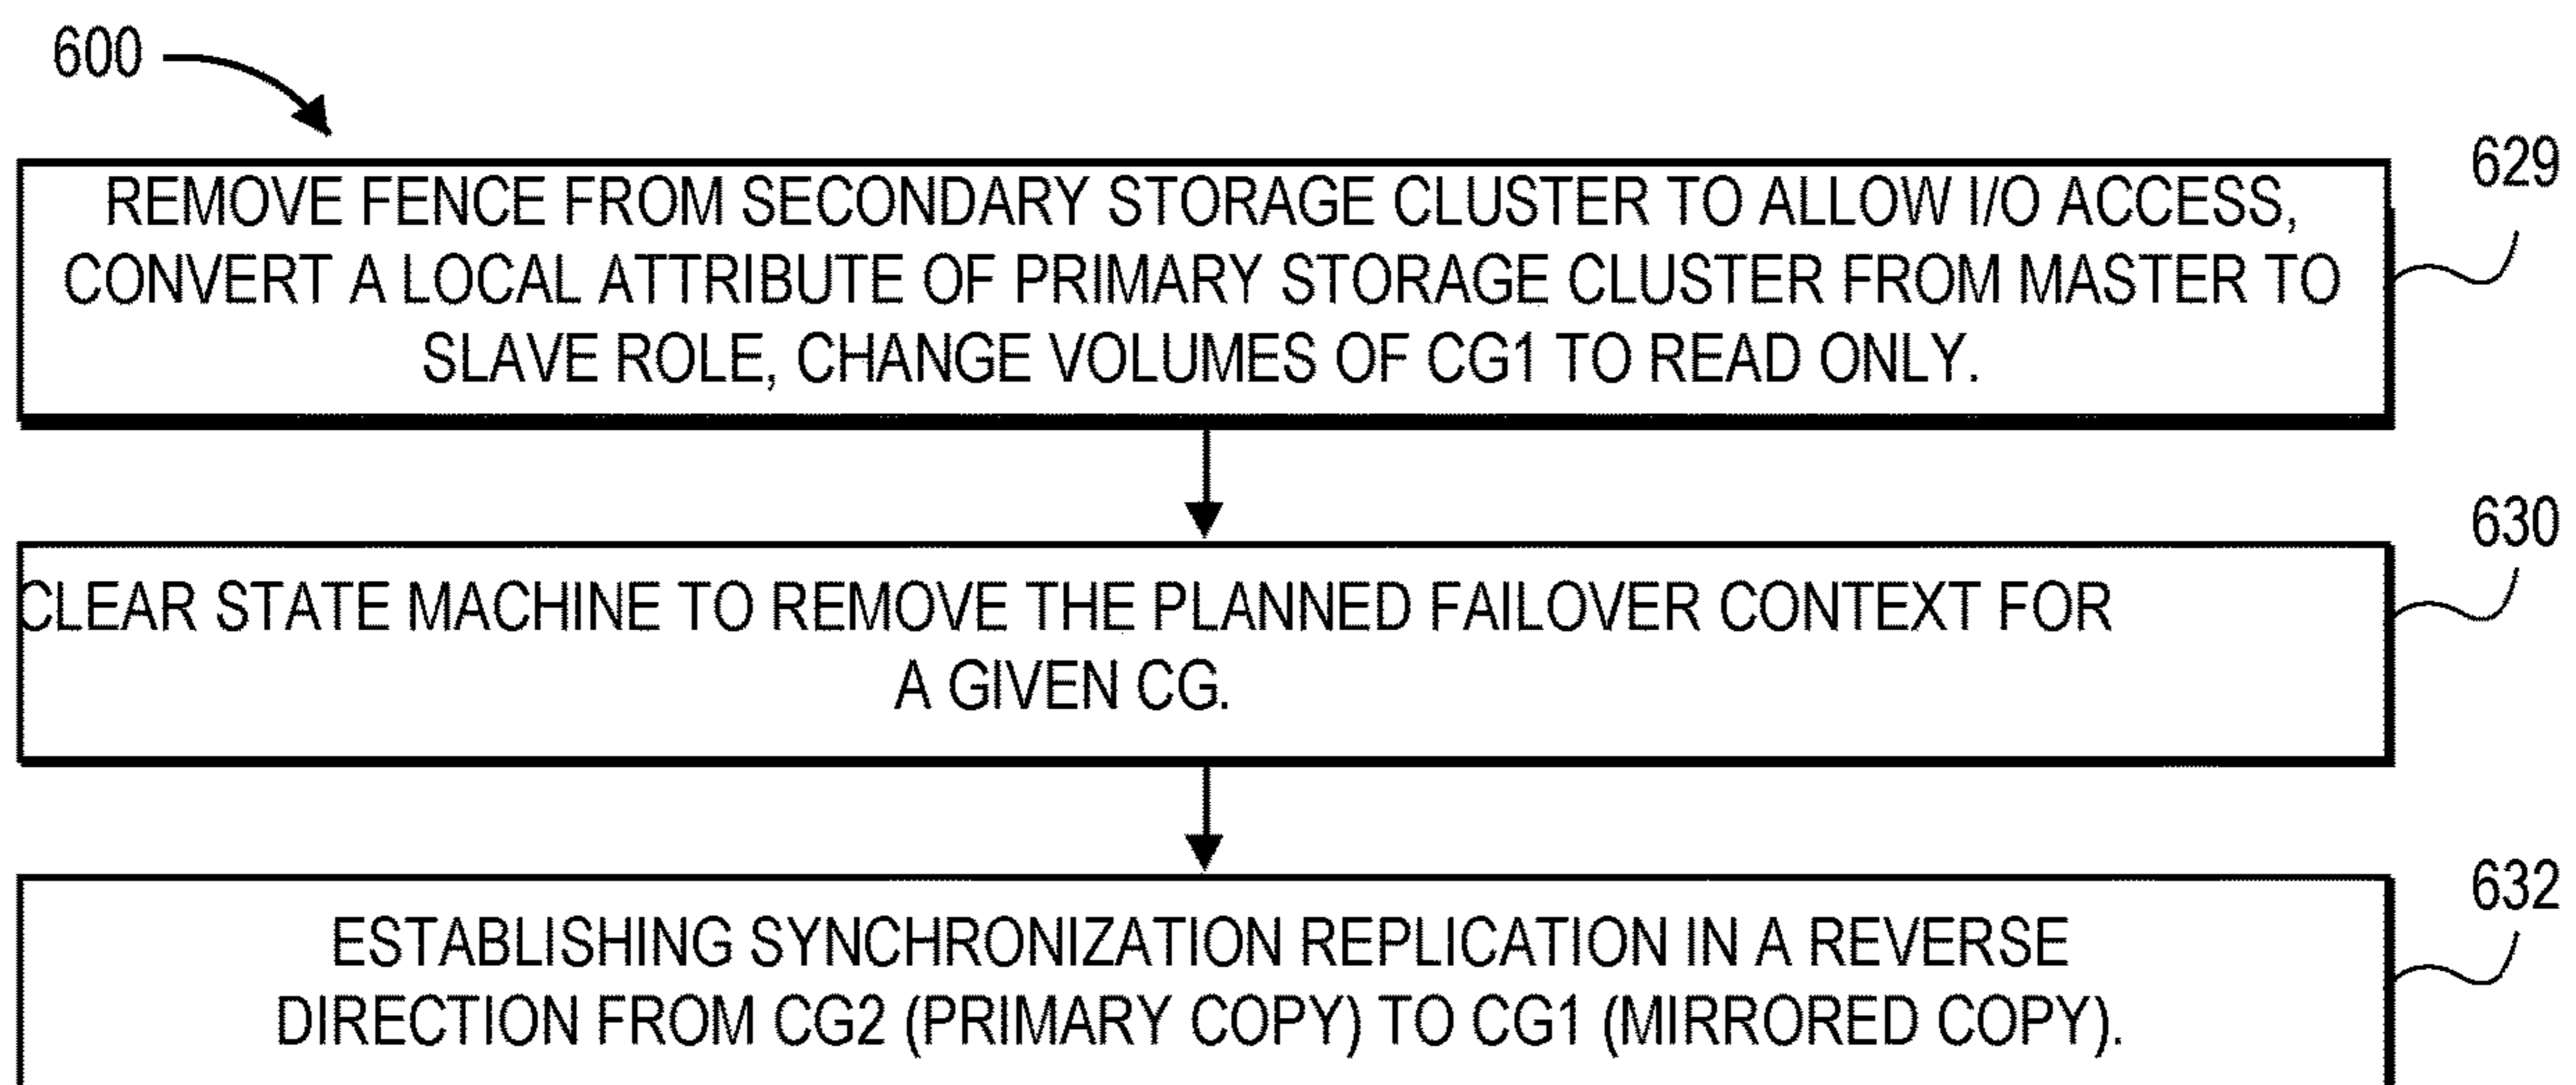 600
629
REMOVE FENCE FROM SECONDARY STORAGE CLUSTER TO ALLOW I/O ACCESS,
CONVERT A LOCAL ATTRIBUTE OF PRIMARY STORAGE CLUSTER FROM MASTER TO
SLAVE ROLE, CHANGE VOLUMES OF CG1 TO READ ONLY.
630
CLEAR STATE MACHINE TO REMOVE THE PLANNED FAILOVER CONTEXT FOR
A GIVEN CG.
632
ESTABLISHING SYNCHRONIZATION REPLICATION IN A REVERSE
DIRECTION FROM CG2 (PRIMARY COPY) TO CG1 (MIRRORED COPY).